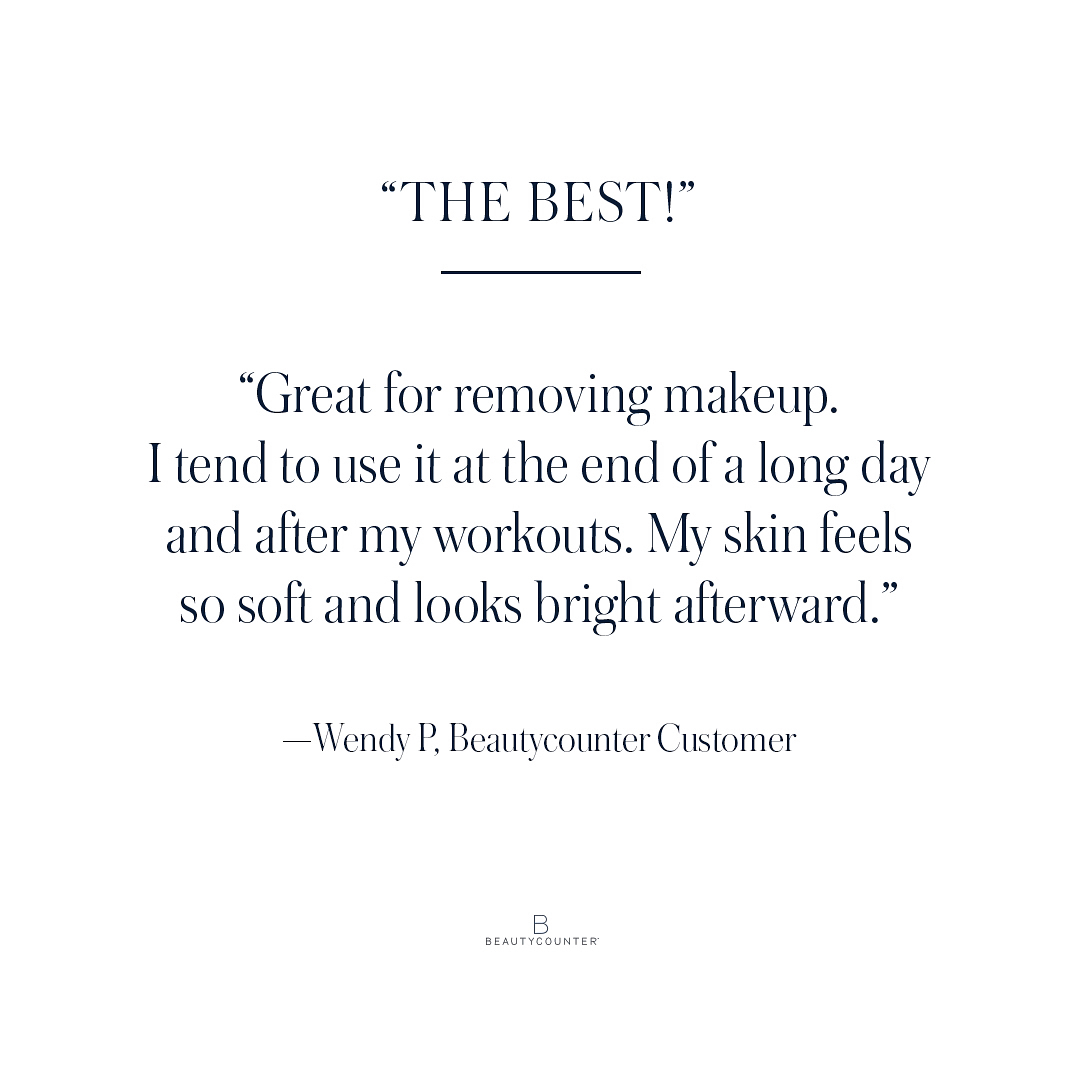 “THE BEST!”
“Great for removing makeup.
I tend to use it at the end of a long day
and after my workouts. My skin feels
so soft and looks bright afterward.”
—Wendy P, Beautycounter Customer
B
BEAUTYCOUNTER